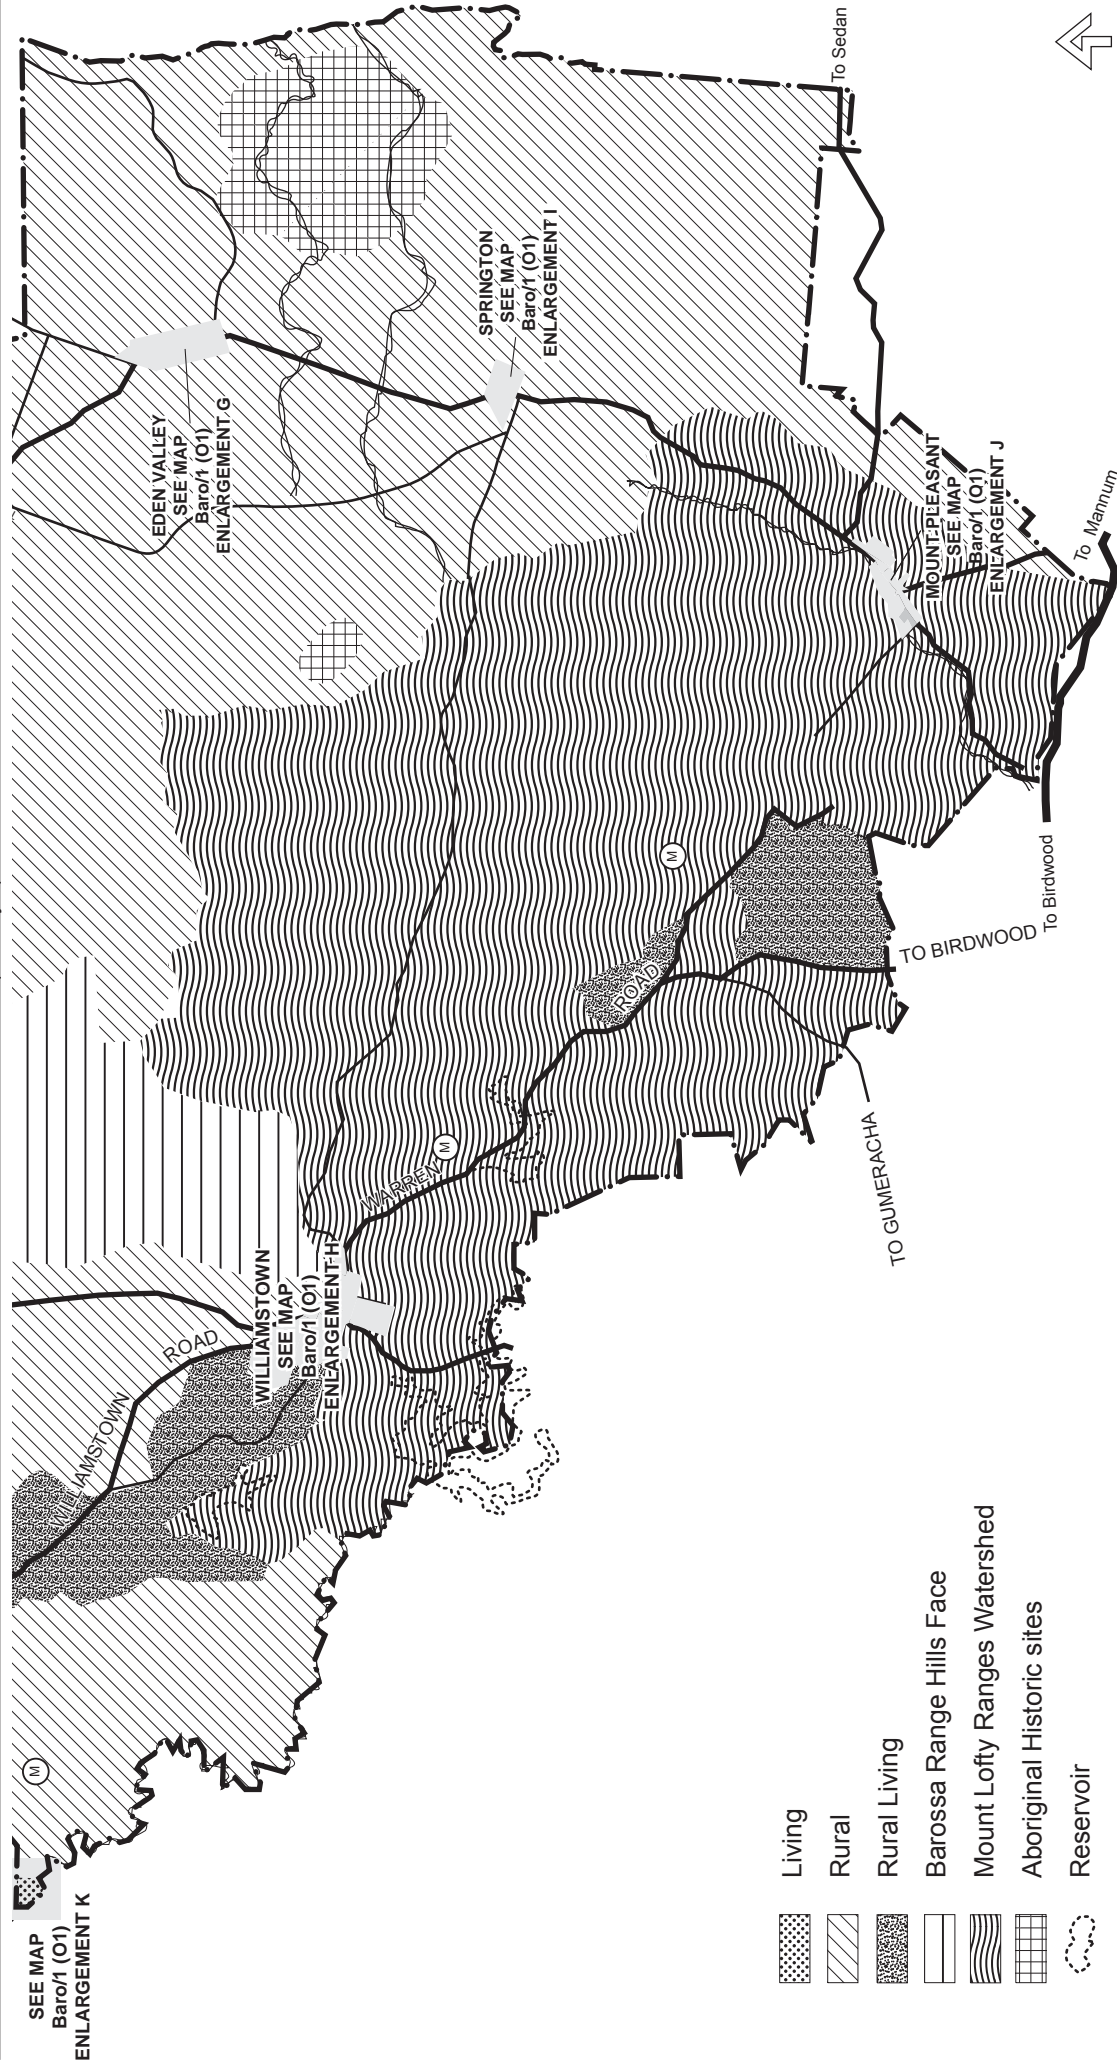 SEE MAP
Baro/1 (O1)
ENLARGEMENT K
M
WILLIAMSTOWN
ROAD
WILLIAMSTOWN
SEE MAP
Baro/1 (O1)
ENLARGEMENT H
WARREN
M
ROAD
M
EDEN VALLEY
SEE MAP
Baro/1 (O1)
ENLARGEMENT G
SPRINGTON
SEE MAP
Baro/1 (O1)
ENLARGEMENT I
MOUNT PLEASANT
SEE MAP
Baro/1 (O1)
ENLARGEMENT J
To Sedan
To Mannum
To Birdwood
TO BIRDWOOD
TO GUMERACHA
Living
Rural
Rural Living
Barossa Range Hills Face
Mount Lofty Ranges Watershed
Aboriginal Historic sites
Reservoir